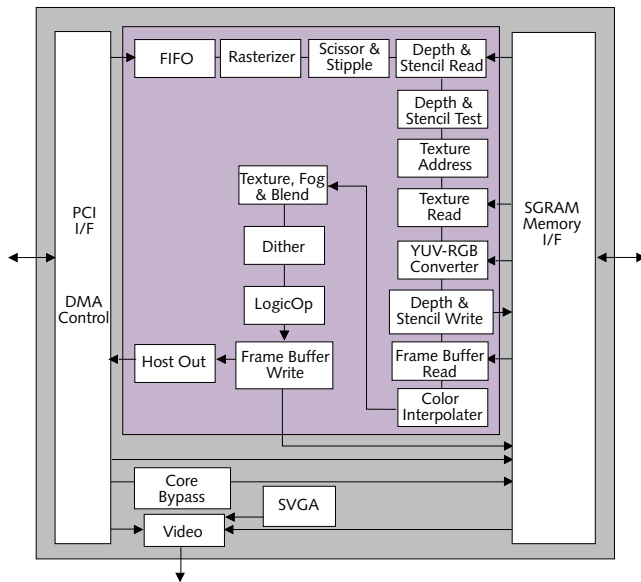 FIFO
Rasterizer
Scissor &
Stipple
Depth &
Stencil Read
Depth &
Stencil Test
Texture
Address
Texture
Read
YUV-RGB
Converter
Depth &
Stencil Write
Frame Buffer
Read
Color
Interpolater
Texture, Fog
& Blend
Dither
LogicOp
Frame Buffer
Write
Host Out
PCI
I/F
DMA
Control
SGRAM
Memory
I/F
Core
Bypass
SVGA
Video